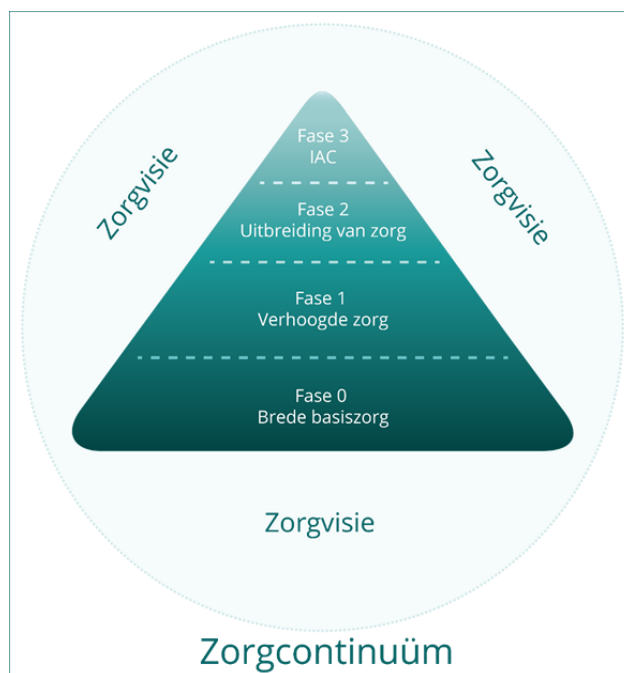 Fase 3
IAC
Zorgvisie
Zorgvisie
Fase 2
Uitbreiding van zorg
Fase 1
Verhoogde zorg
Fase 0
Brede basiszorg
Zorgvisie
Zorgcontinuüm